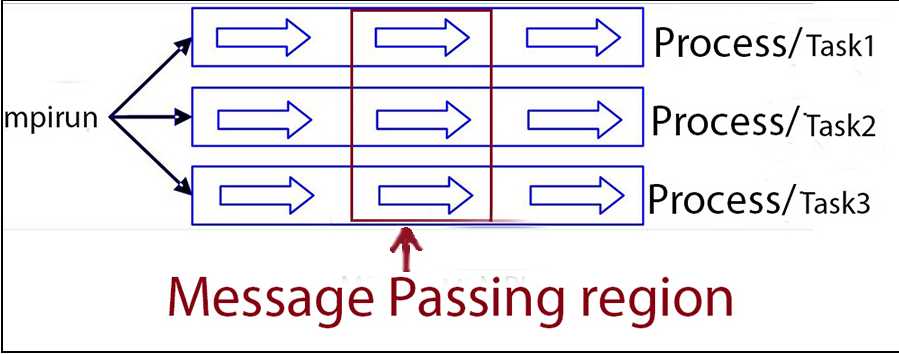 Process/Task1
mpirun
Process/Task2
Process/Task3
Message Passing region